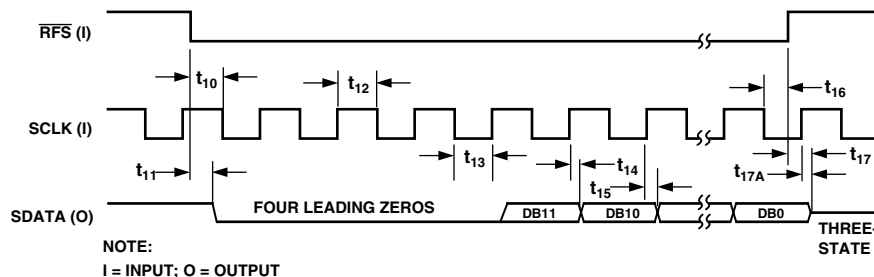 RFS (I)
t10
t12
t16
SCLK (I)
t11
t13
t14
t15
t17
t17A
SDATA (O)
FOUR LEADING ZEROS
DB11
DB10
DB0
THREE-
STATE
NOTE:
I = INPUT; O = OUTPUT